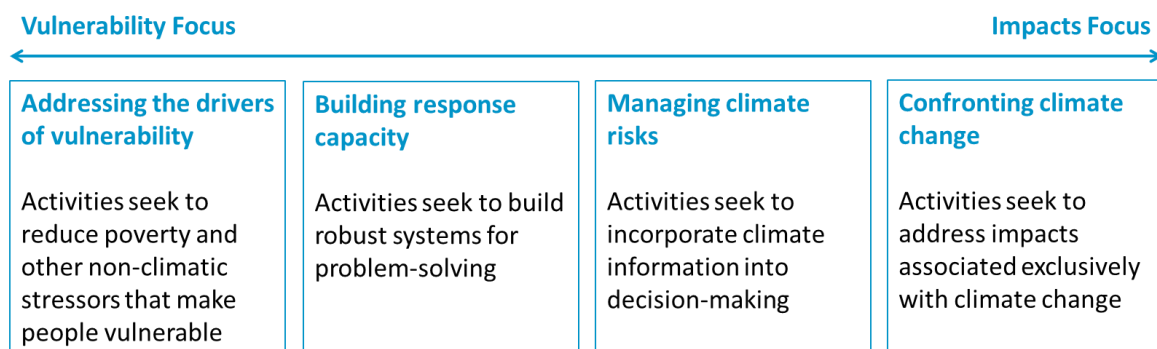 Vulnerability Focus
Impacts Focus
Addressing the drivers
of vulnerability
Activities seek to
reduce poverty and
other non-climatic
stressors that make
people vulnerable
Building response
capacity
Activities seek to build
robust systems for
problem-solving
Managing climate
risks
Activities seek to
incorporate climate
information into
decision-making
Confronting climate
change
Activities seek to
address impacts
associated exclusively
with climate change